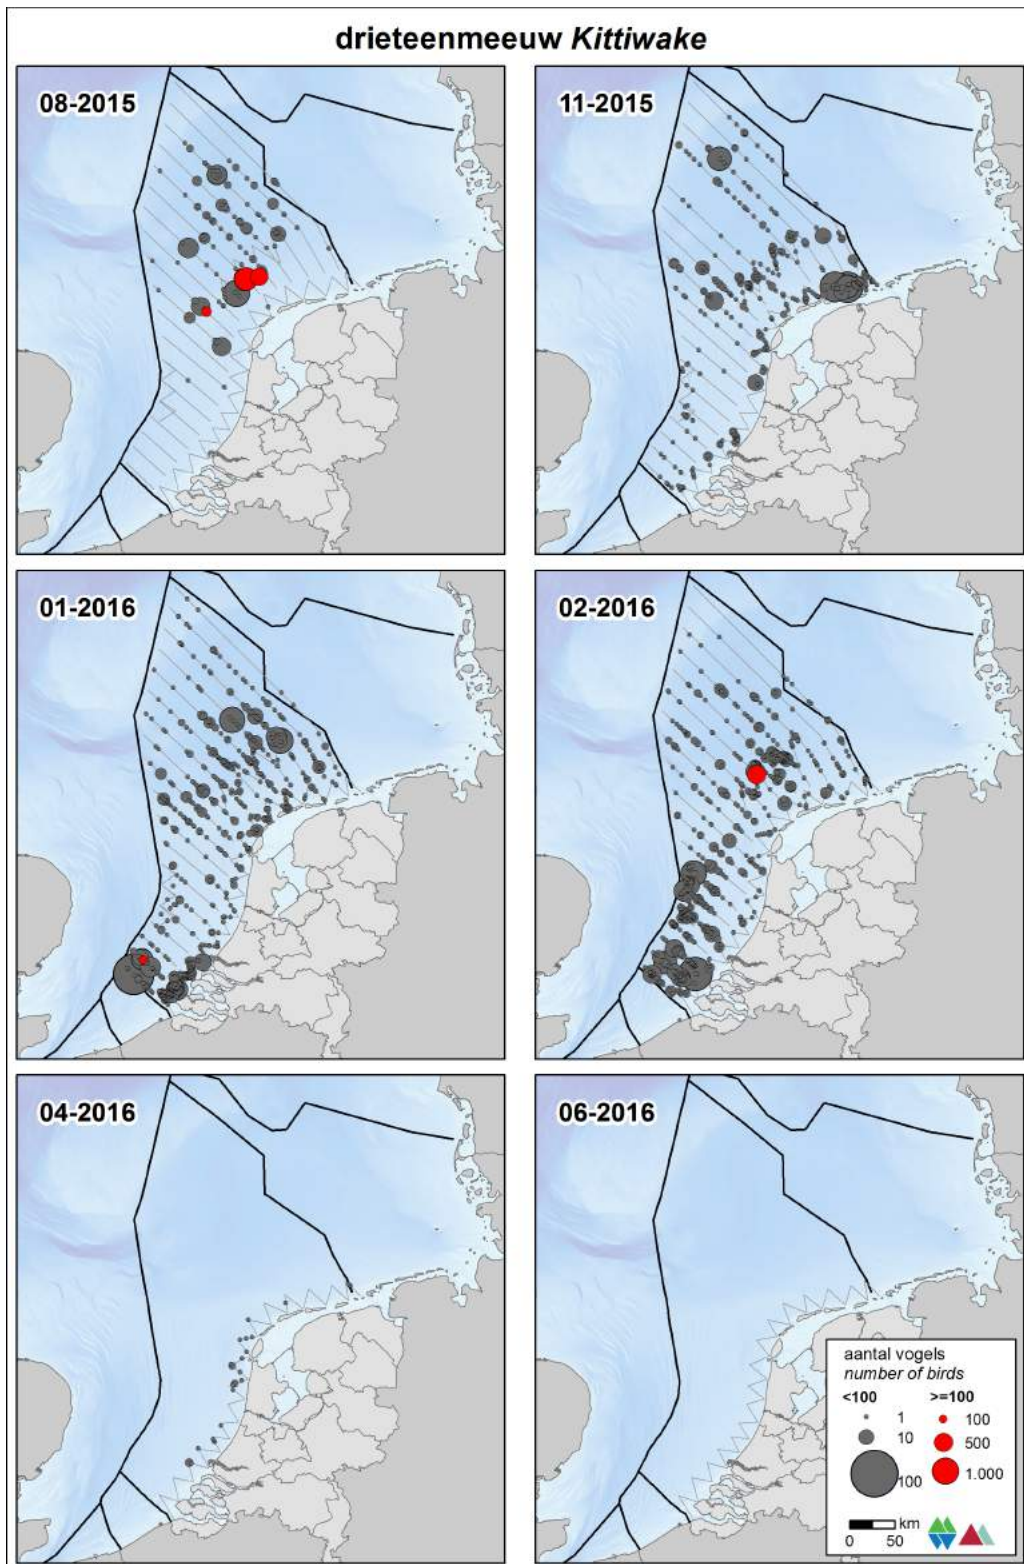 drieteenmeeuw Kittiwake
08-2015
11-2015
01-2016
02-2016
04-2016
06-2016
aantal vogels
number of birds
<100 >=100
1 100
10 500
100 1.000
km
0 50